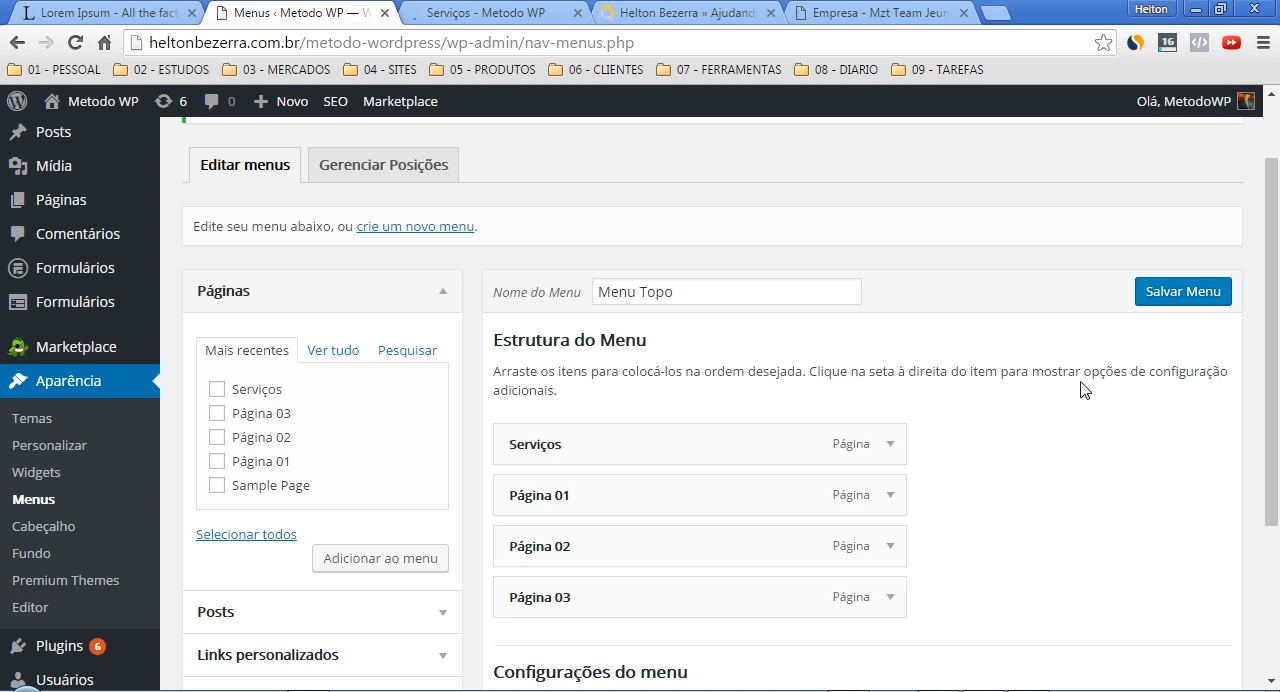 Lorem Ipsum - All the fact
Menus ‹ Metodo WP — W
Serviços - Metodo WP
Helton Bezerra » Ajudand
Empresa - Mzt Team Jeun
Helton
heltonbezerra.com.br/metodo-wordpress/wp-admin/nav-menus.php
16
01 - PESSOAL
02 - ESTUDOS
03 - MERCADOS
04 - SITES
05 - PRODUTOS
06 - CLIENTES
07 - FERRAMENTAS
08 - DIARIO
09 - TAREFAS
Metodo WP
6
0
Novo
SEO
Marketplace
Olá, MetodoWP
Posts
Mídia
Páginas
Comentários
Formulários
Formulários
Marketplace
Aparência
Temas
Personalizar
Widgets
Menus
Cabeçalho
Fundo
Premium Themes
Editor
Plugins 6
Usuários
Editar menus
Gerenciar Posições
Edite seu menu abaixo, ou crie um novo menu.
Páginas
Mais recentes
Ver tudo
Pesquisar
Serviços
Página 03
Página 02
Página 01
Sample Page
Selecionar todos
Adicionar ao menu
Posts
Links personalizados
Nome do Menu
Menu Topo
Salvar Menu
Estrutura do Menu
Arraste os itens para colocá-los na ordem desejada. Clique na seta à direita do item para mostrar opções de configuração
adicionais.
Serviços Página
Página 01 Página
Página 02 Página
Página 03 Página
Configurações do menu